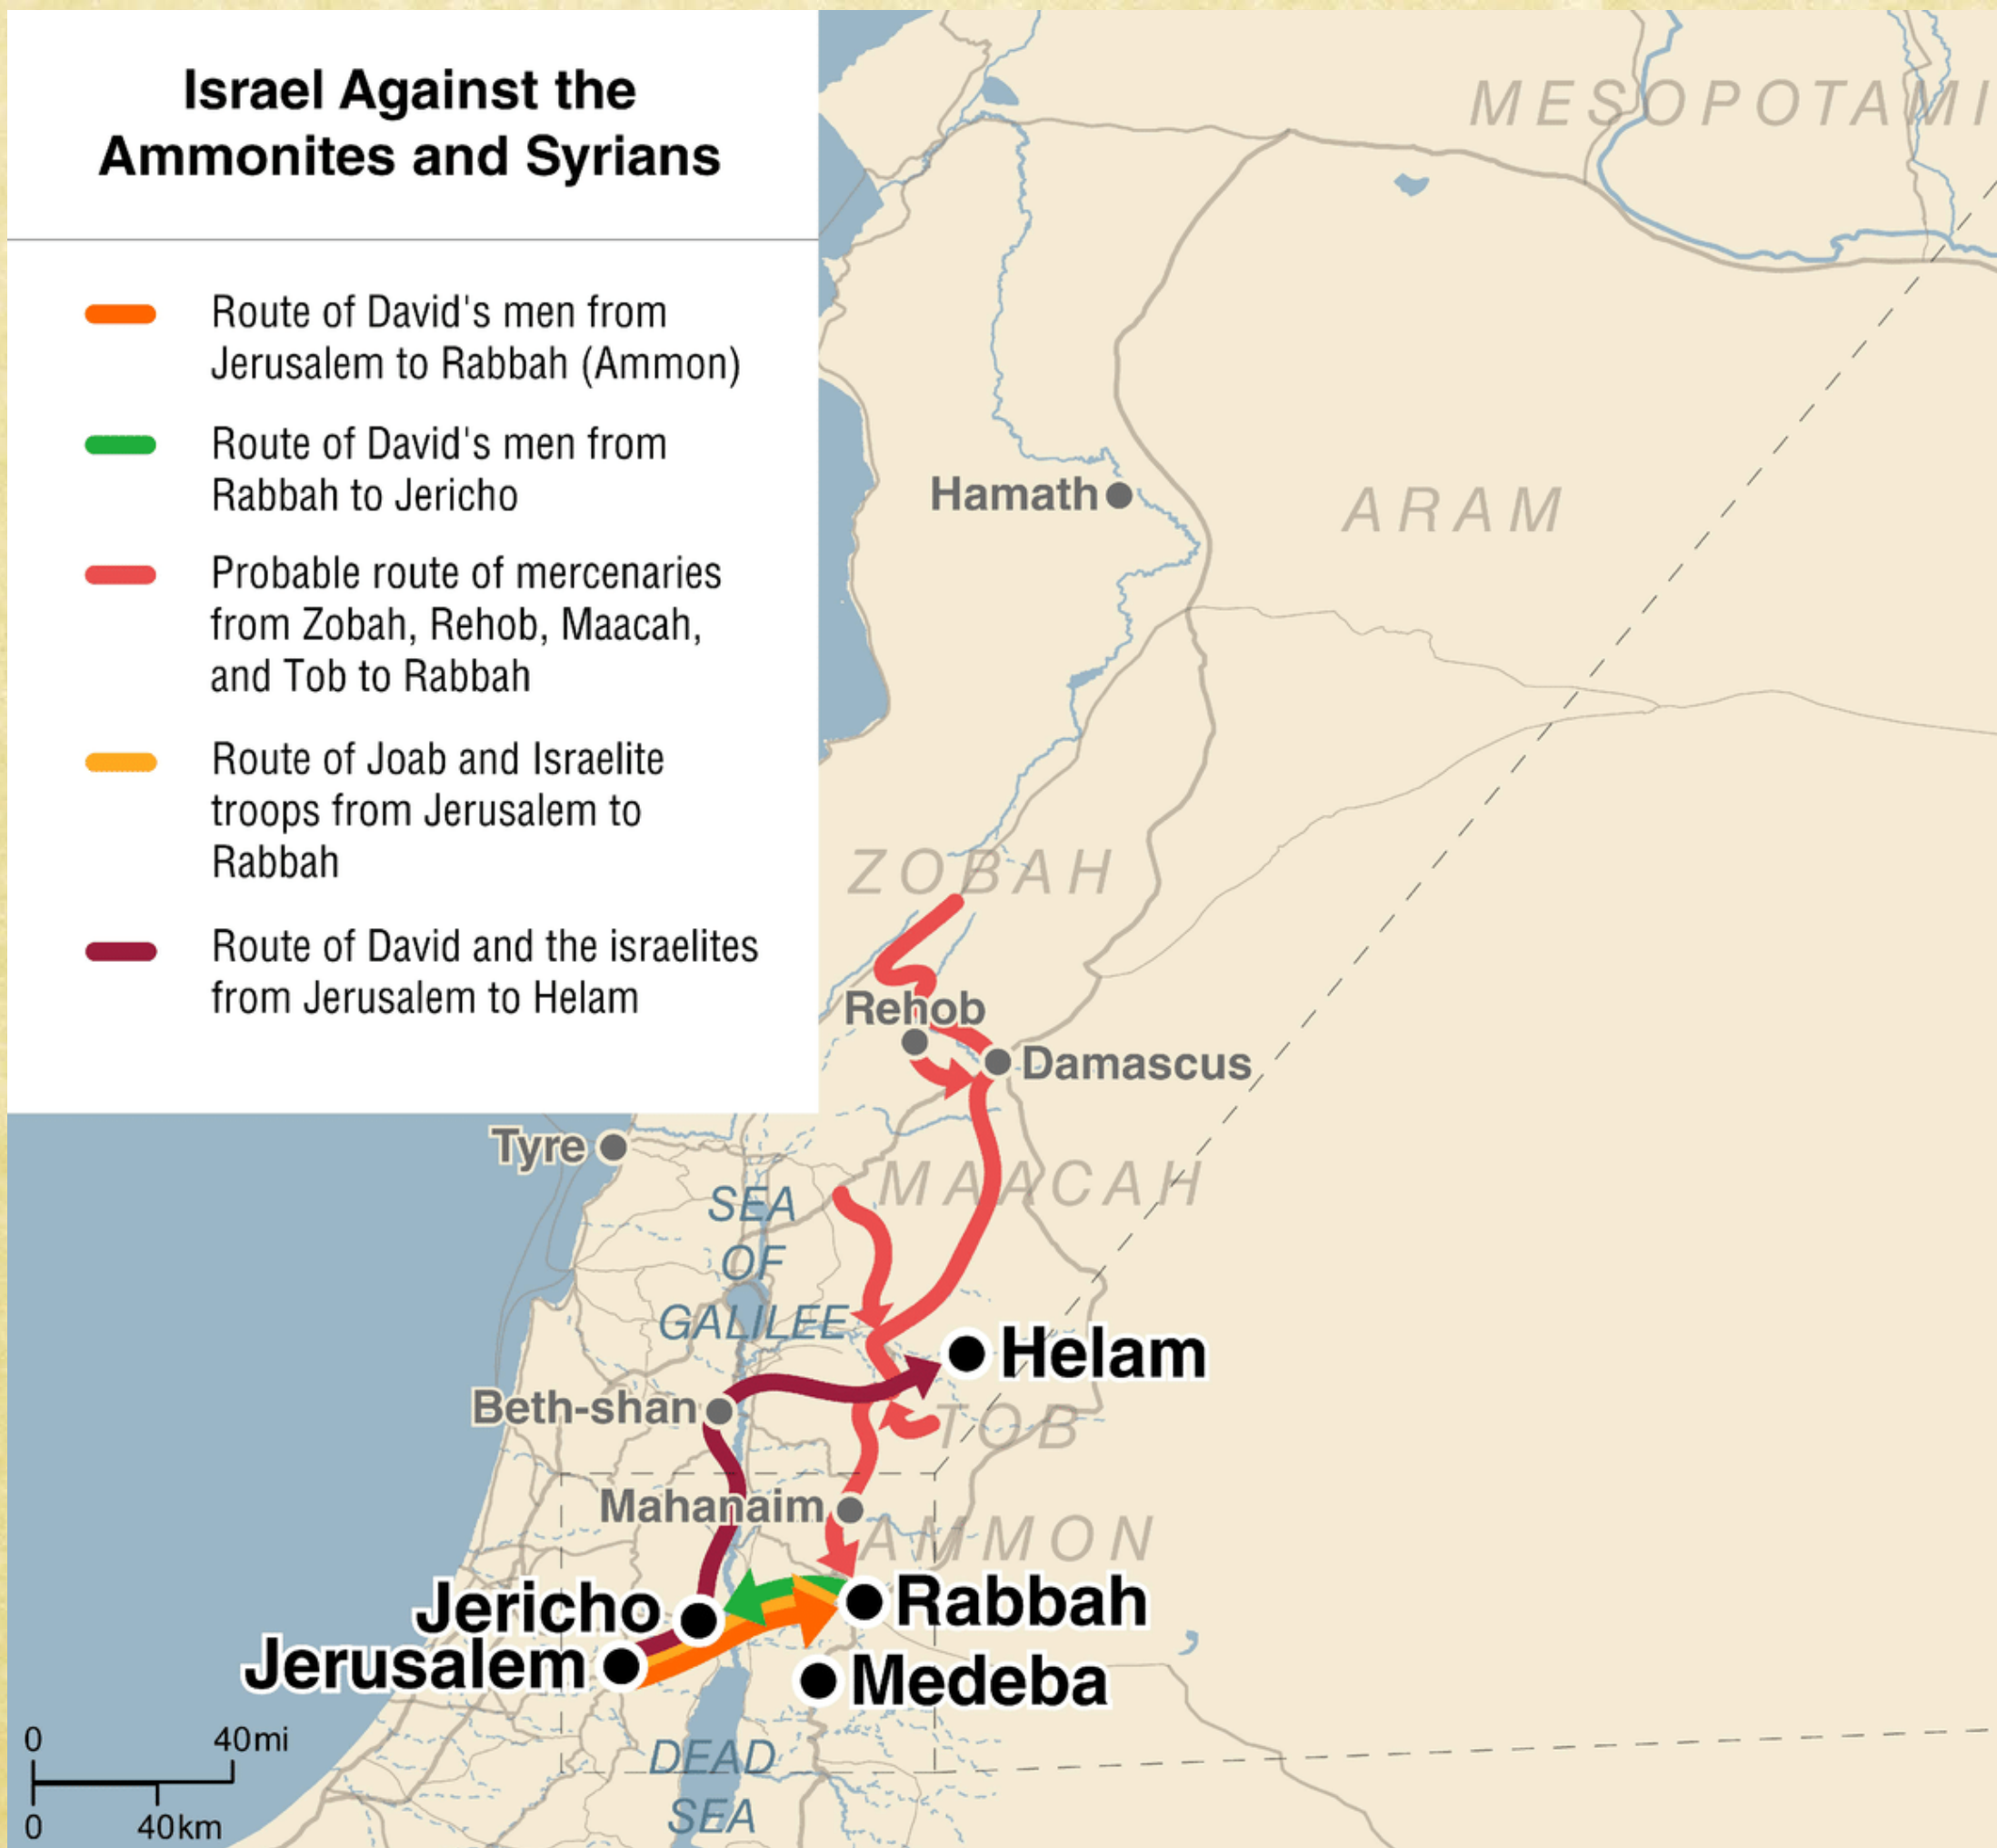 Israel Against the
Ammonites and Syrians
Route of David's men from
Jerusalem to Rabbah (Ammon)
Route of David's men from
Rabbah to Jericho
Probable route of mercenaries
from Zobah, Rehob, Maacah,
and Tob to Rabbah
Route of Joab and Israelite
troops from Jerusalem to
Rabbah
Route of David and the israelites
from Jerusalem to Helam
MESOPOTAMI
Hamath
ARAM
ZOBAH
Rehob
Damascus
Tyre
MAACAH
SEA
OF
GALILEE
Helam
Beth-shan
TOB
Mahanaim
AMMON
Jericho
Rabbah
Jerusalem
Medeba
DEAD
SEA
0 40mi
0 40km